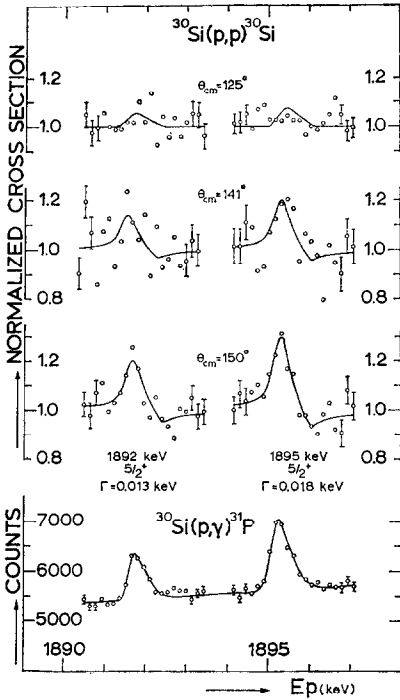 ³⁰Si(p,p)³⁰Si
θcm=125°
1.2 1.2
1.0 1.0
θcm=141°
1.2 1.2
1.0 1.0
0.8 0.8
θcm=150°
1.2 1.2
1.0 1.0
0.8 0.8
NORMALIZED CROSS SECTION
1892 keV 1895 keV
5/2⁺ 5/2⁺
Γ=0.013 keV Γ=0.018 keV
³⁰Si(p,γ)³¹P
7000
6000
5000
COUNTS
1890 1895
Ep(keV)